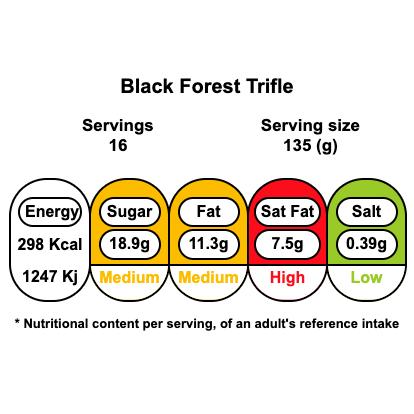 Black Forest Trifle
Servings
16
Serving size
135 (g)
Energy
298 Kcal
1247 Kj
Sugar
18.9g
Medium
Fat
11.3g
Medium
Sat Fat
7.5g
High
Salt
0.39g
Low
* Nutritional content per serving, of an adult's reference intake